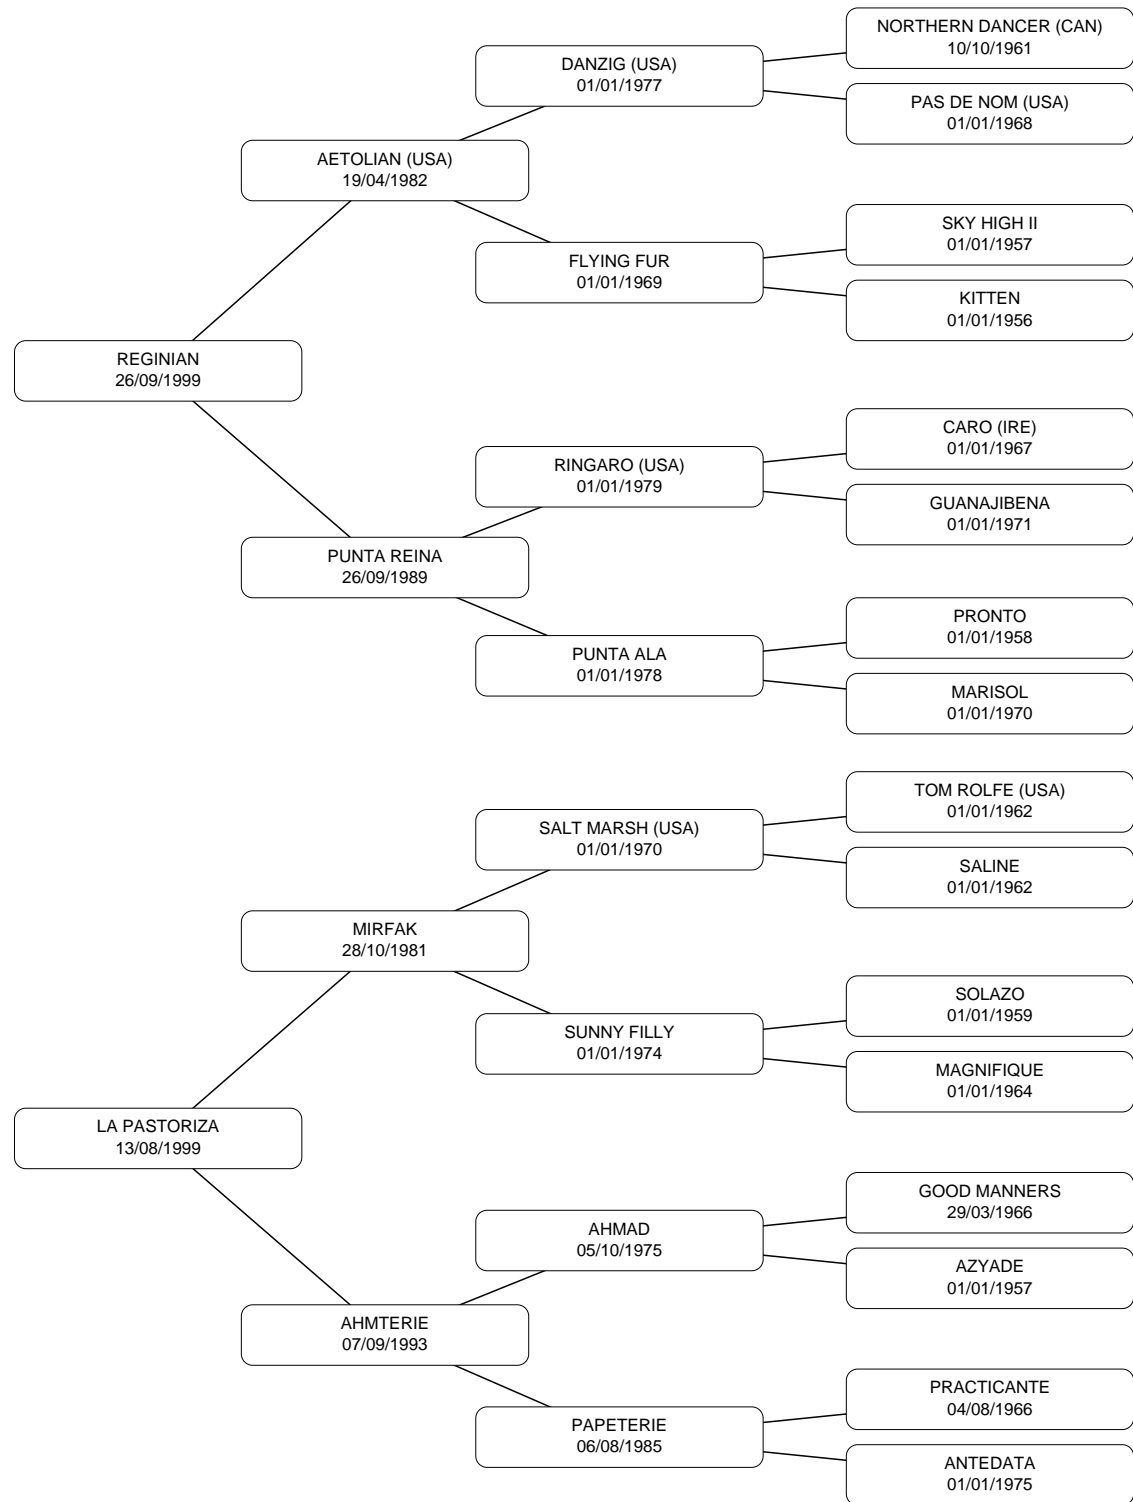 NORTHERN DANCER (CAN)
10/10/1961
DANZIG (USA)
01/01/1977
PAS DE NOM (USA)
01/01/1968
AETOLIAN (USA)
19/04/1982
SKY HIGH II
01/01/1957
FLYING FUR
01/01/1969
KITTEN
01/01/1956
REGINIAN
26/09/1999
CARO (IRE)
01/01/1967
RINGARO (USA)
01/01/1979
GUANAJIBENA
01/01/1971
PUNTA REINA
26/09/1989
PRONTO
01/01/1958
PUNTA ALA
01/01/1978
MARISOL
01/01/1970
TOM ROLFE (USA)
01/01/1962
SALT MARSH (USA)
01/01/1970
SALINE
01/01/1962
MIRFAK
28/10/1981
SOLAZO
01/01/1959
SUNNY FILLY
01/01/1974
MAGNIFIQUE
01/01/1964
LA PASTORIZA
13/08/1999
GOOD MANNERS
29/03/1966
AHMAD
05/10/1975
AZYADE
01/01/1957
AHMTERIE
07/09/1993
PRACTICANTE
04/08/1966
PAPETERIE
06/08/1985
ANTEDATA
01/01/1975